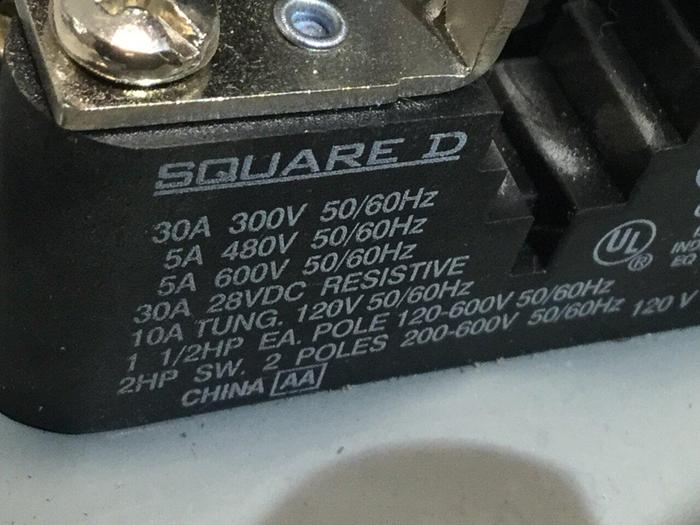 SQUARE D
30A 300V 50/60Hz
5A 480V 50/60Hz
5A 600V 50/60Hz
30A 28VDC RESISTIVE
10A TUNG. 120V 50/60Hz
1 1/2HP EA. POLE 120-600V 50/60Hz
2HP SW. 2 POLES 200-600V 50/60Hz 120 V
CHINA AA
UL ®
EQ